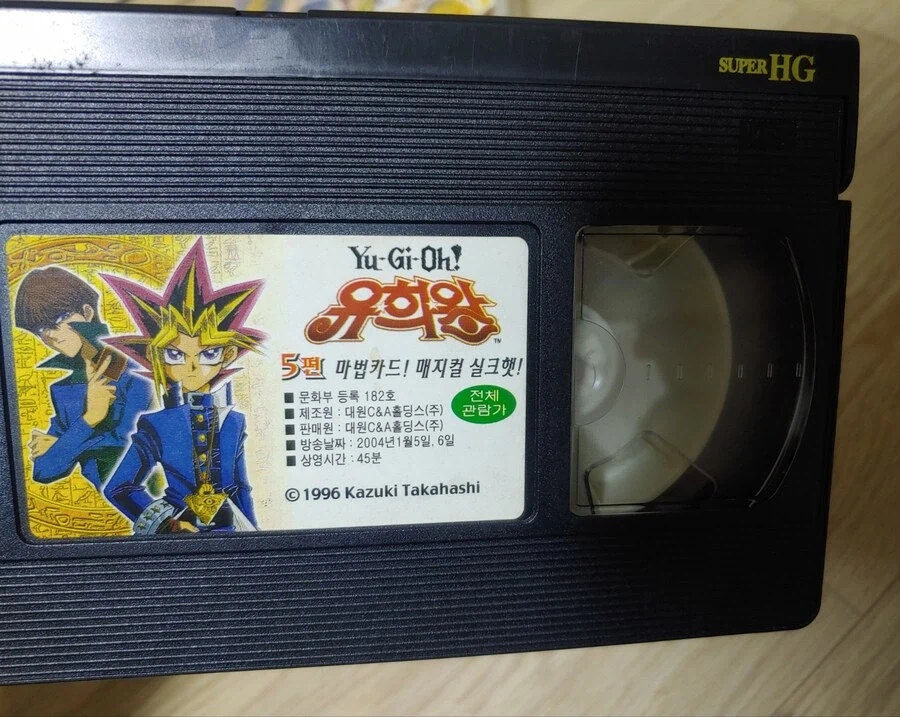 SUPER HG
Yu-Gi-Oh!
유희왕™
5편 마법카드! 매지컬 실크햇!
■ 문화부 등록 182호
■ 제조원 : 대원C&A홀딩스(주)
■ 판매원 : 대원C&A홀딩스(주)
■ 방송날짜 : 2004년1월5일, 6일
■ 상영시간 : 45분
전체
관람가
© 1996 Kazuki Takahashi